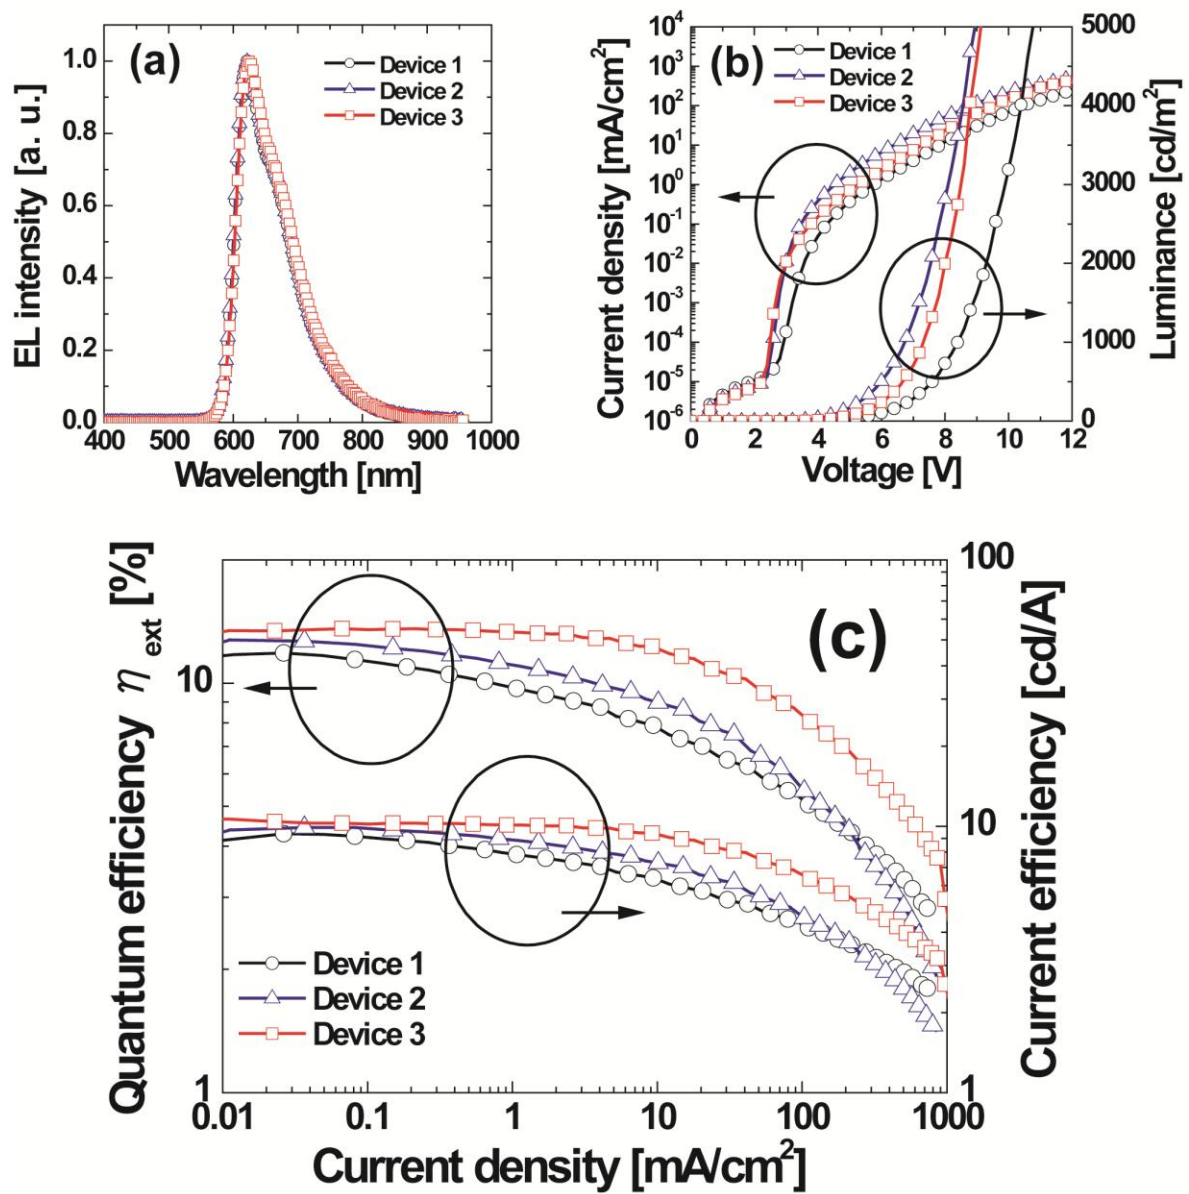 (a)
EL intensity [a. u.]
1.0
1.0
0.8
0.6
0.4
0.2
0.0
Device 1
Device 2
Device 3
400 500 600 700 800 900 1000
Wavelength [nm]
(b)
Current density [mA/cm²]
10⁴
10³
10²
10¹
10⁰
10⁻¹
10⁻²
10⁻³
10⁻⁴
10⁻⁵
10⁻⁶
Device 1
Device 2
Device 3
5000
4000
3000
2000
1000
0
Luminance [cd/m²]
0 2 4 6 8 10 12
Voltage [V]
(c)
Quantum efficiency η ext [%]
10
1
Device 1
Device 2
Device 3
100
10
1
Current efficiency [cd/A]
0.01 0.1 1 10 100 1000
Current density [mA/cm²]